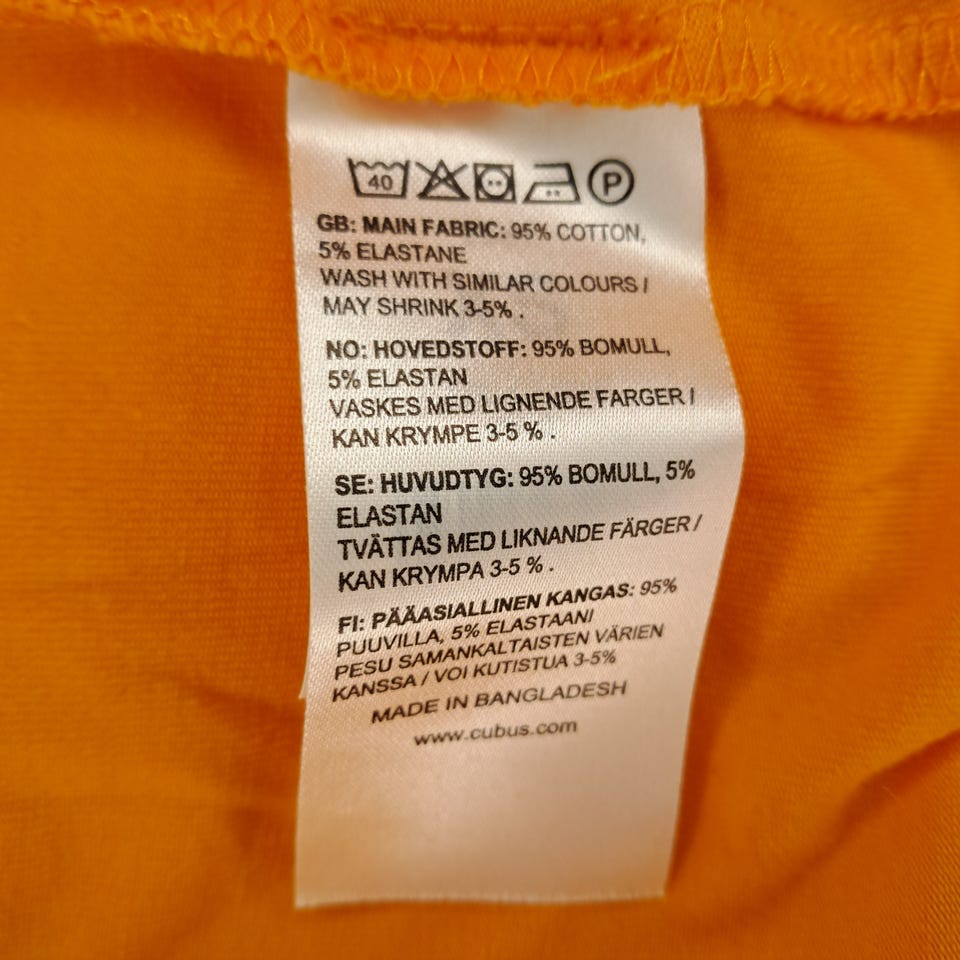 40 P
GB: MAIN FABRIC: 95% COTTON,
5% ELASTANE
WASH WITH SIMILAR COLOURS /
MAY SHRINK 3-5% .
NO: HOVEDSTOFF: 95% BOMULL,
5% ELASTAN
VASKES MED LIGNENDE FARGER /
KAN KRYMPE 3-5 % .
SE: HUVUDTYG: 95% BOMULL, 5%
ELASTAN
TVÄTTAS MED LIKNANDE FÄRGER /
KAN KRYMPA 3-5 % .
FI: PÄÄASIALLINEN KANGAS: 95%
PUUVILLA, 5% ELASTAANI
PESU SAMANKALTAISTEN VÄRIEN
KANSSA / VOI KUTISTUA 3-5%
MADE IN BANGLADESH
www.cubus.com